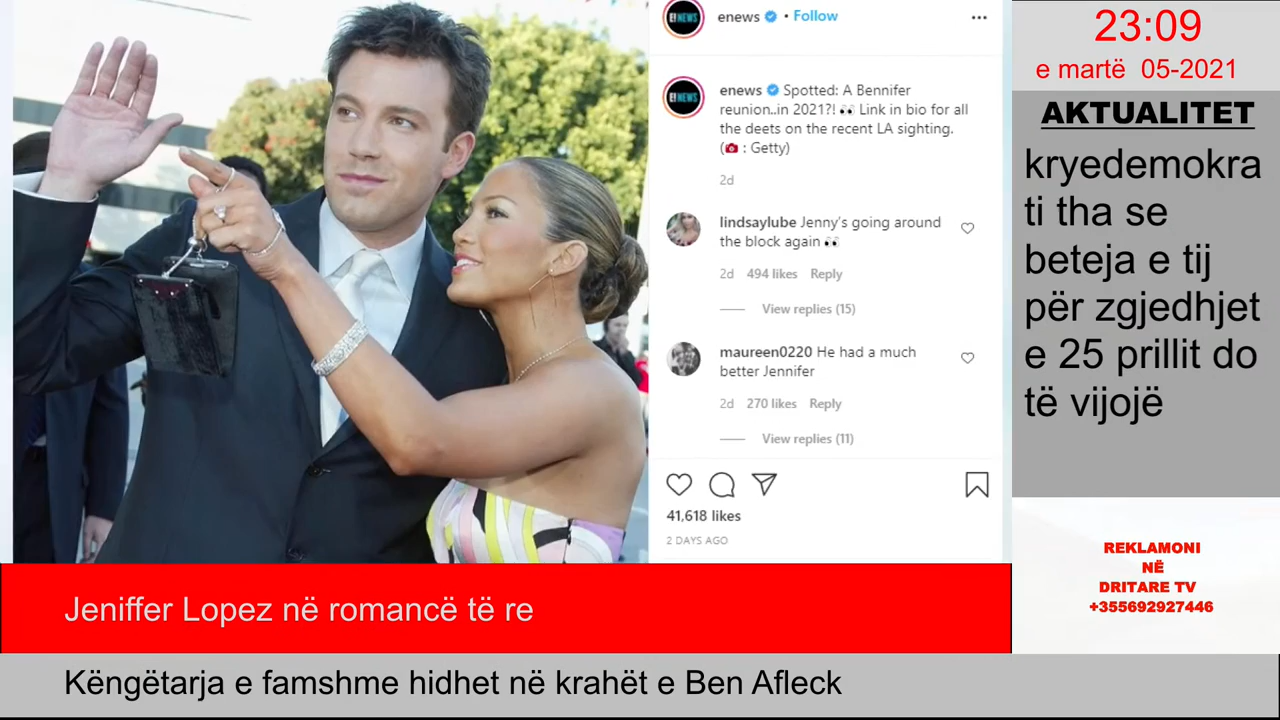 enews • Follow
enews Spotted: A Bennifer
reunion..in 2021?! 👀 Link in bio for all
the deets on the recent LA sighting.
(📷 : Getty)
2d
lindsaylube Jenny's going around
the block again 👀
2d 494 likes Reply
View replies (15)
maureen0220 He had a much
better Jennifer
2d 270 likes Reply
View replies (11)
41,618 likes
2 DAYS AGO
23:09
e martë 05-2021
AKTUALITET
kryedemokra
ti tha se
beteja e tij
për zgjedhjet
e 25 prillit do
të vijojë
REKLAMONI
NË
DRITARE TV
+355692927446
Jeniffer Lopez në romancë të re
Këngëtarja e famshme hidhet në krahët e Ben Afleck